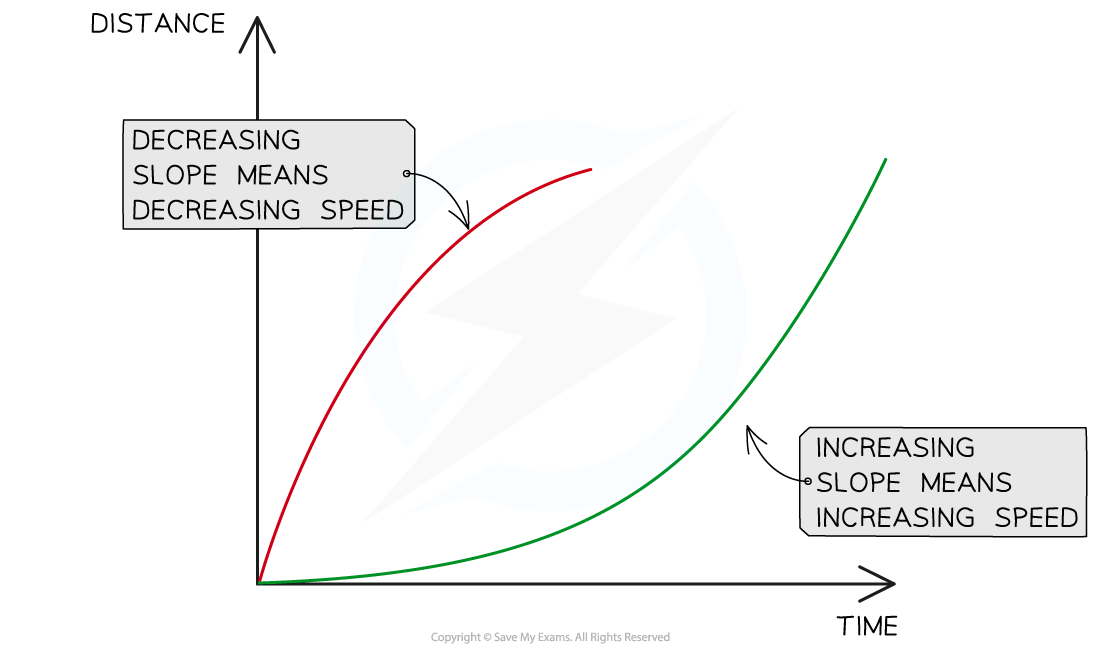 DISTANCE
DECREASING
SLOPE MEANS
DECREASING SPEED
INCREASING
SLOPE MEANS
INCREASING SPEED
TIME
Copyright © Save My Exams. All Rights Reserved